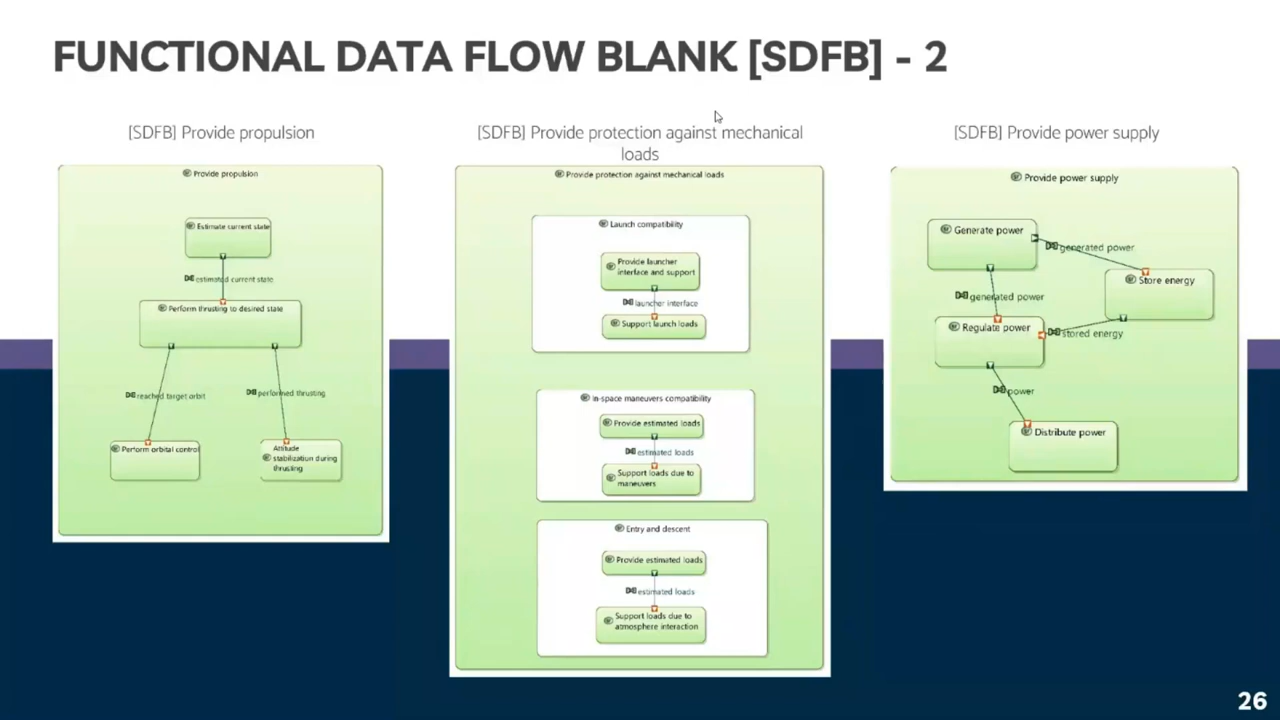 FUNCTIONAL DATA FLOW BLANK [SDFB] - 2
[SDFB] Provide propulsion
Provide propulsion
Estimate current state
estimated current state
Perform thrusting to desired state
reached target orbit
performed thrusting
Perform orbital control
Attitude
stabilization during
thrusting
[SDFB] Provide protection against mechanical
loads
Provide protection against mechanical loads
Launch compatibility
Provide launcher
interface and support
launcher interface
Support launch loads
In-space maneuvers compatibility
Provide estimated loads
estimated loads
Support loads due to
maneuvers
Entry and descent
Provide estimated loads
estimated loads
Support loads due to
atmosphere interaction
[SDFB] Provide power supply
Provide power supply
Generate power
generated power
Store energy
generated power
Regulate power
stored energy
power
Distribute power
26